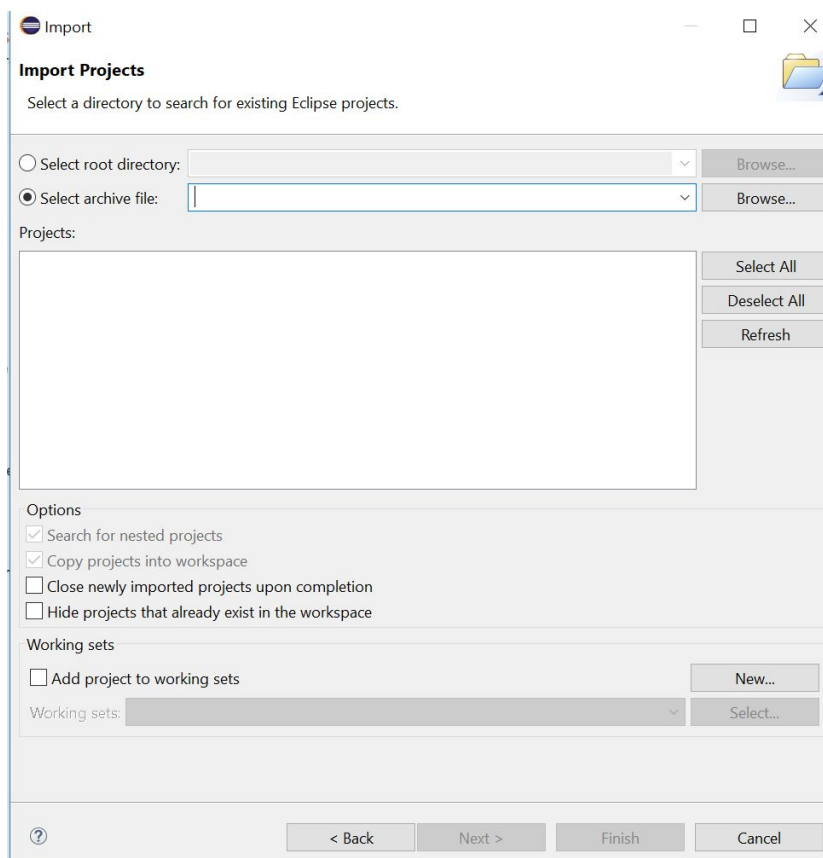 Import
Import Projects
Select a directory to search for existing Eclipse projects.
Select root directory: Browse...
Select archive file: Browse...
Projects:
Select All
Deselect All
Refresh
Options
Search for nested projects
Copy projects into workspace
Close newly imported projects upon completion
Hide projects that already exist in the workspace
Working sets
Add project to working sets New...
Working sets: Select...
? < Back Next > Finish Cancel